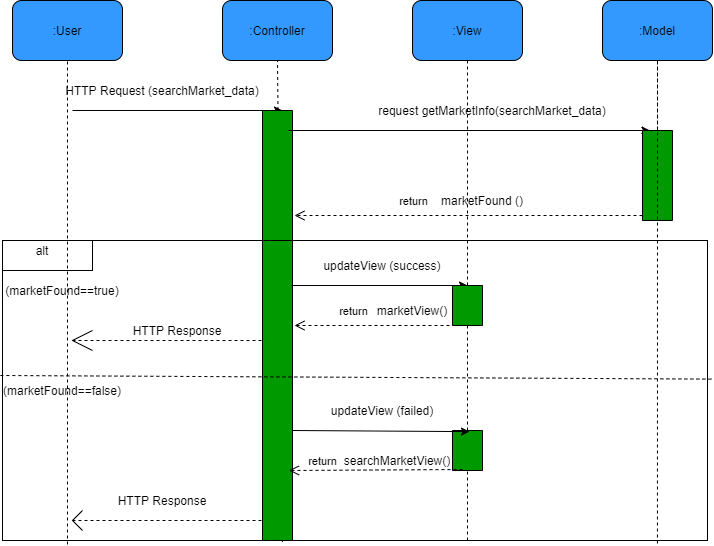 :User
:Controller
:View
:Model
HTTP Request (searchMarket_data)
request getMarketInfo(searchMarket_data)
return marketFound ()
alt
updateView (success)
(marketFound==true)
return marketView()
HTTP Response
(marketFound==false)
updateView (failed)
return searchMarketView()
HTTP Response